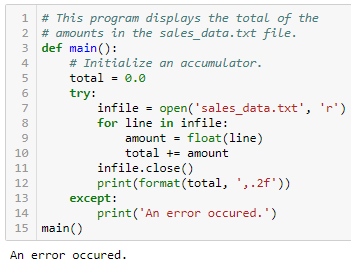 1 # This program displays the total of the
2 # amounts in the sales_data.txt file.
3 def main():
4     # Initialize an accumulator.
5     total = 0.0
6     try:
7         infile = open('sales_data.txt', 'r')
8         for line in infile:
9             amount = float(line)
10             total += amount
11         infile.close()
12         print(format(total, ',.2f'))
13     except:
14         print('An error occured.')
15 main()
An error occured.